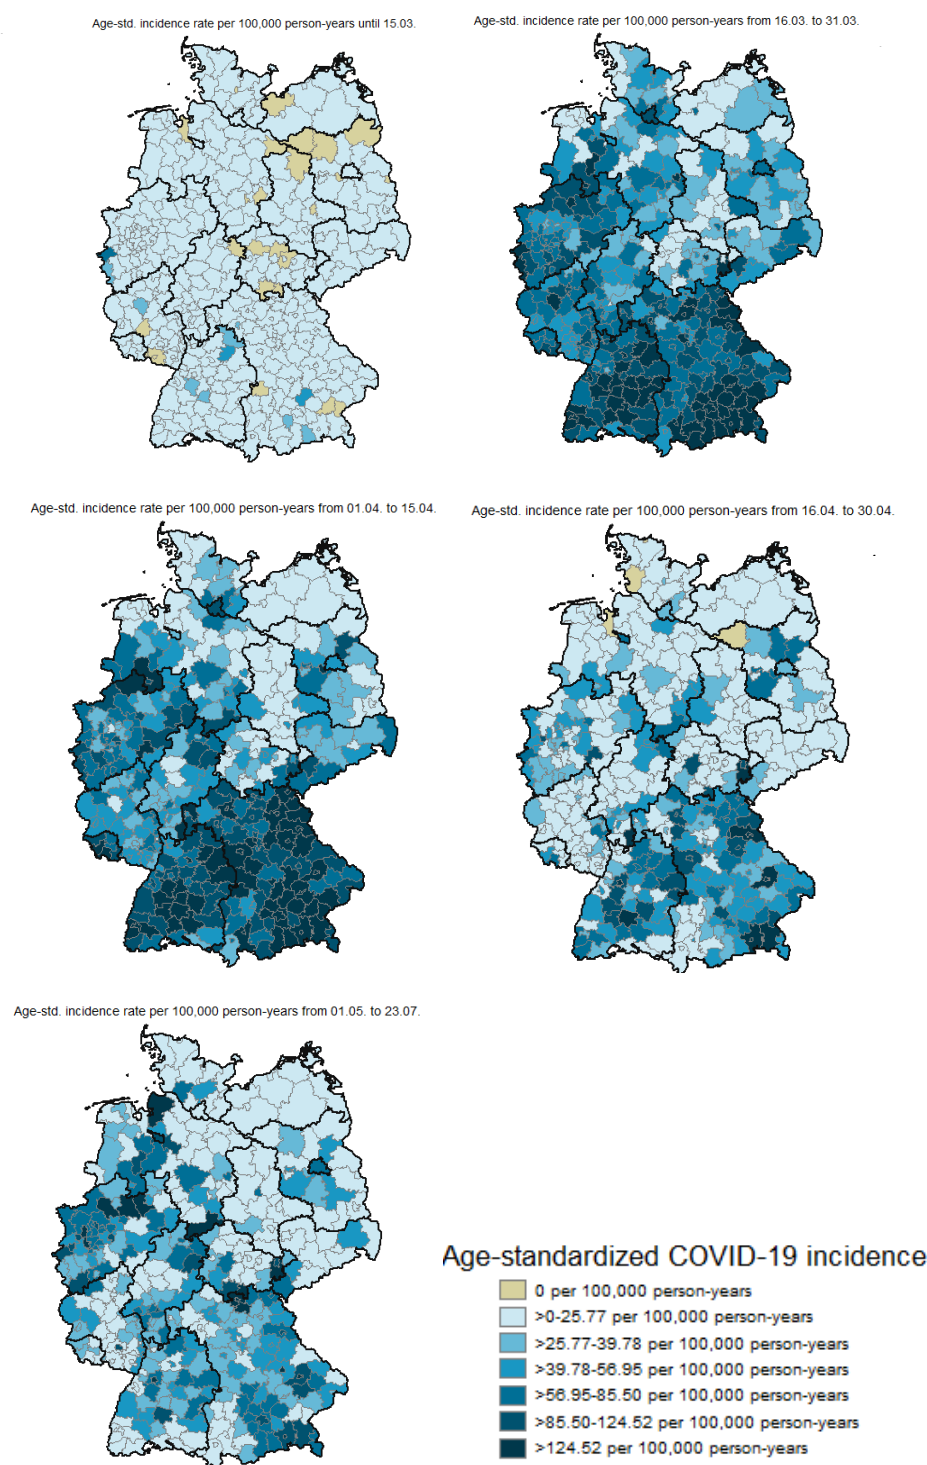 Age-std. incidence rate per 100,000 person-years until 15.03.
Age-std. incidence rate per 100,000 person-years from 16.03. to 31.03.
Age-std. incidence rate per 100,000 person-years from 01.04. to 15.04.
Age-std. incidence rate per 100,000 person-years from 16.04. to 30.04.
Age-std. incidence rate per 100,000 person-years from 01.05. to 23.07.
Age-standardized COVID-19 incidence
0 per 100,000 person-years
>0-25.77 per 100,000 person-years
>25.77-39.78 per 100,000 person-years
>39.78-56.95 per 100,000 person-years
>56.95-85.50 per 100,000 person-years
>85.50-124.52 per 100,000 person-years
>124.52 per 100,000 person-years